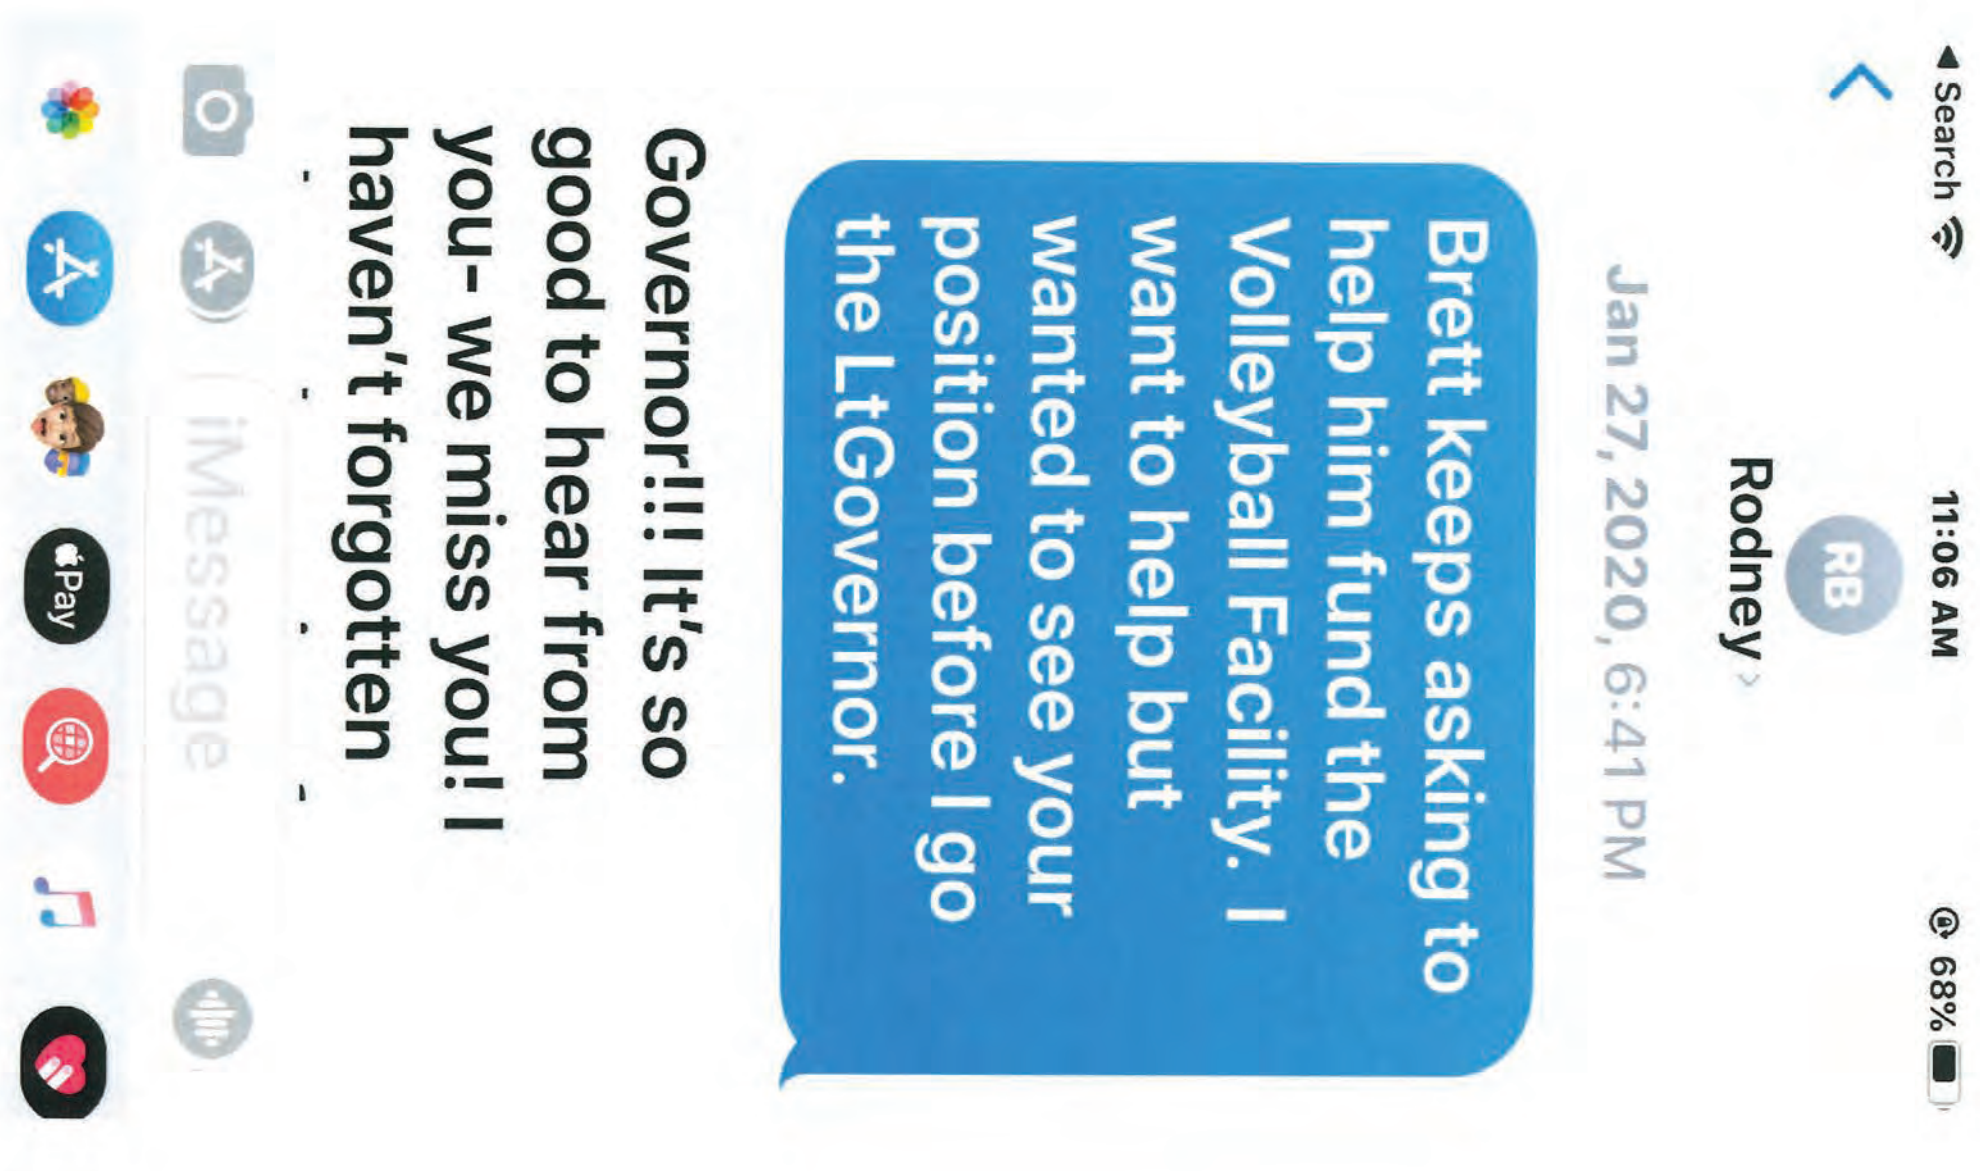 Search
11:06 AM
68%
RB
Rodney
Jan 27, 2020, 6:41 PM
Brett keeps asking to
help him fund the
Volleyball Facility. I
want to help but
wanted to see your
position before I go
the LtGovernor.
Governor!!! It's so
good to hear from
you- we miss you! I
haven't forgotten
iMessage
Pay